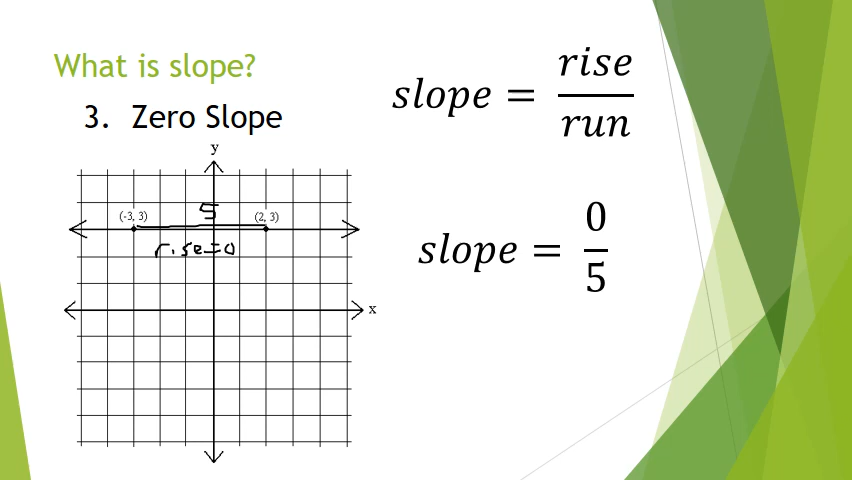 What is slope?
3. Zero Slope
slope = rise/run
y
5
(-3, 3) (2, 3)
rise=0
slope = 0/5
x